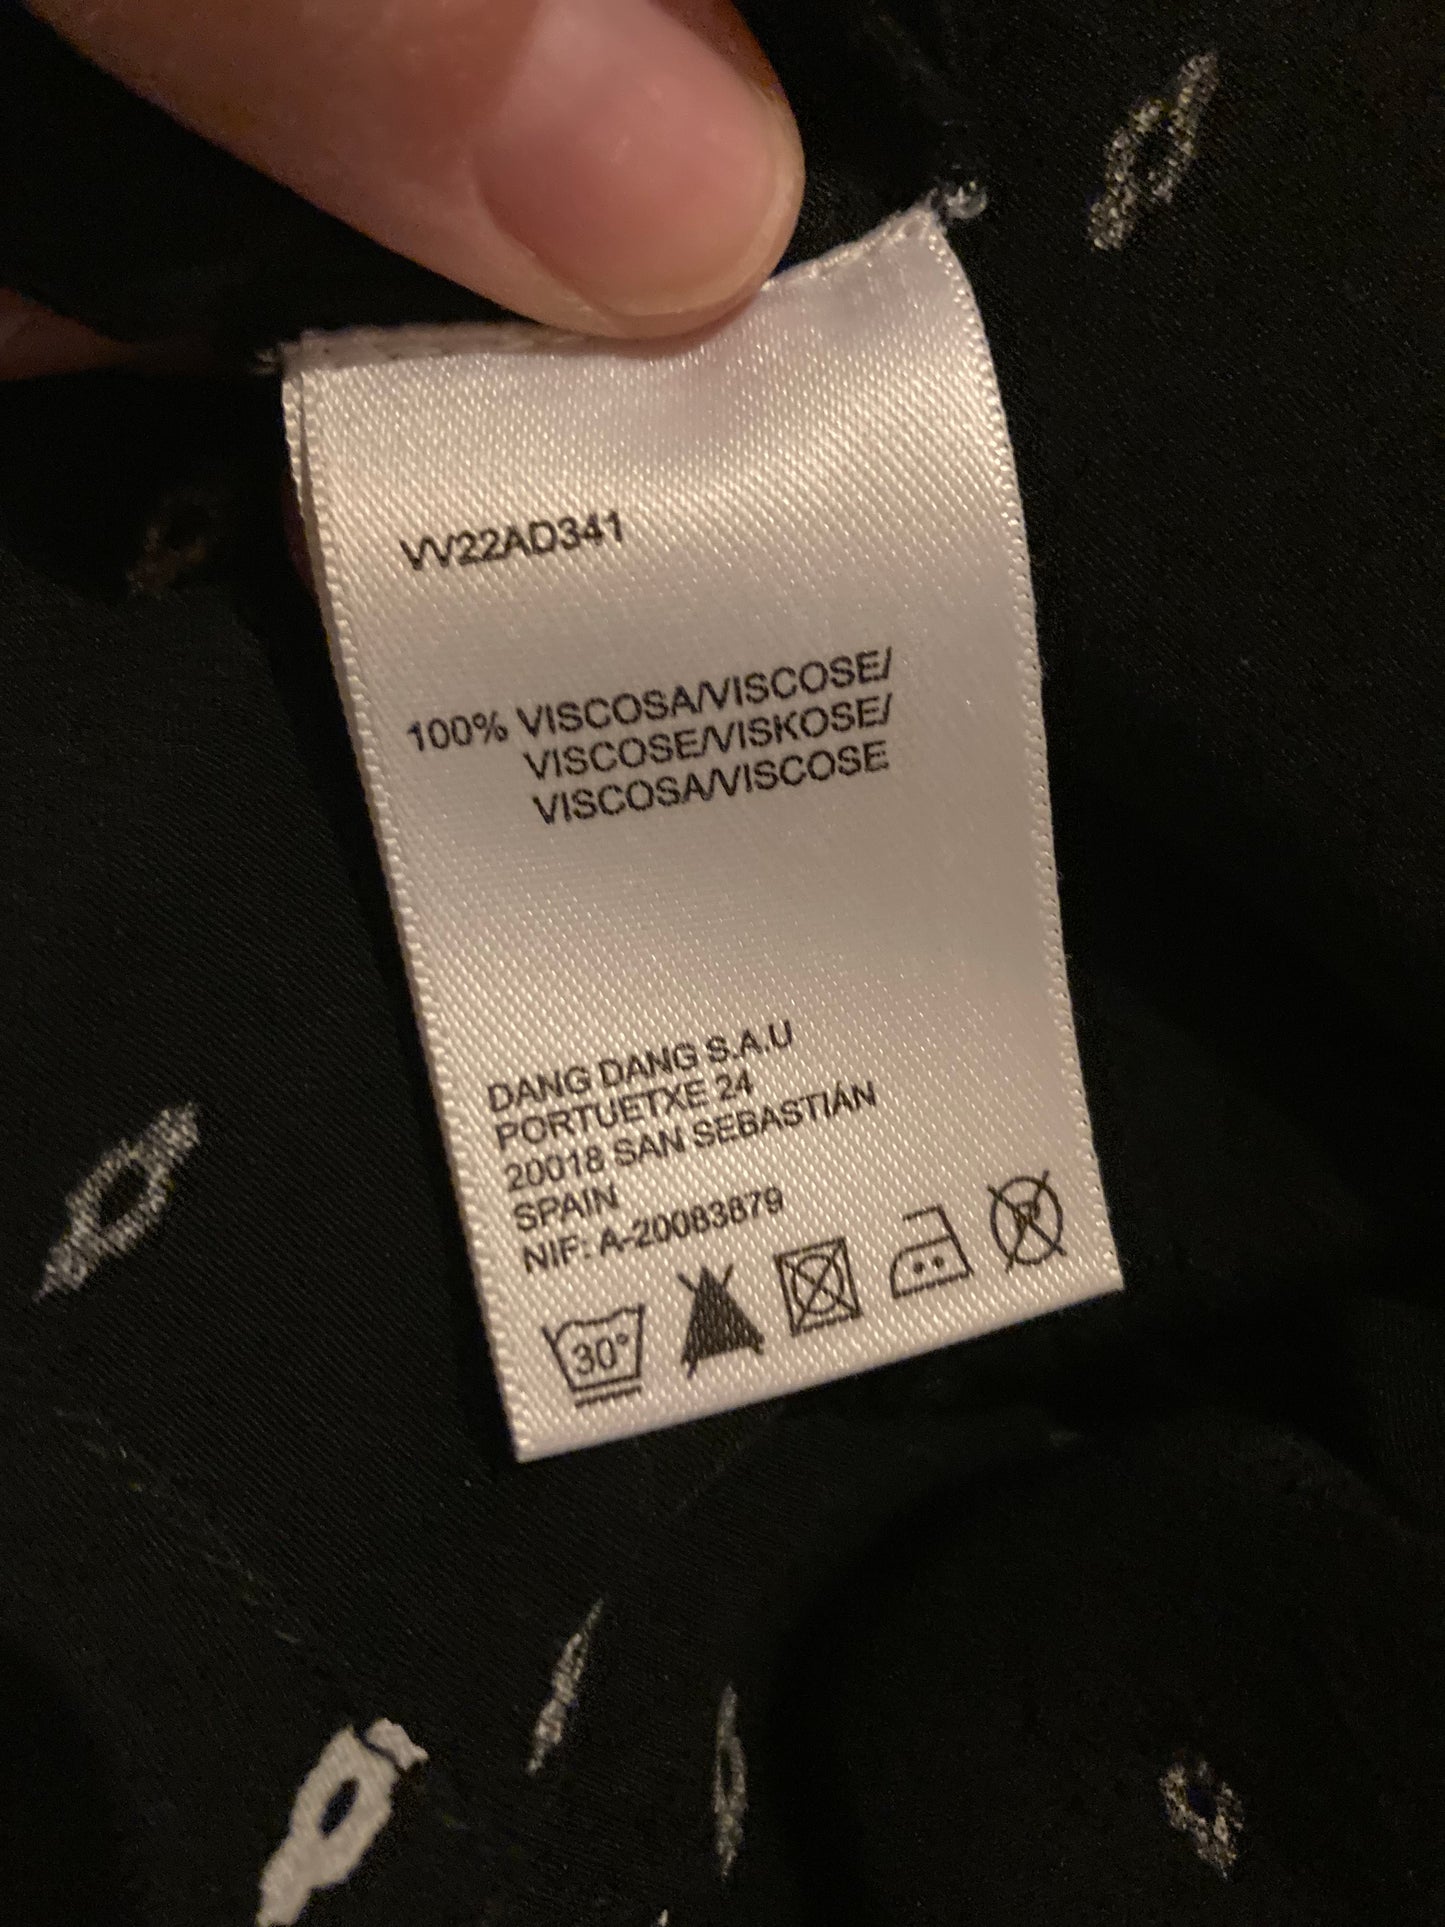 VV22AD341
100% VISCOSA/VISCOSE/
VISCOSE/VISKOSE/
VISCOSA/VISCOSE
DANG DANG S.A.U
PORTUETXE 24
20018 SAN SEBASTIÁN
SPAIN
NIF: A-20083879
30°
P